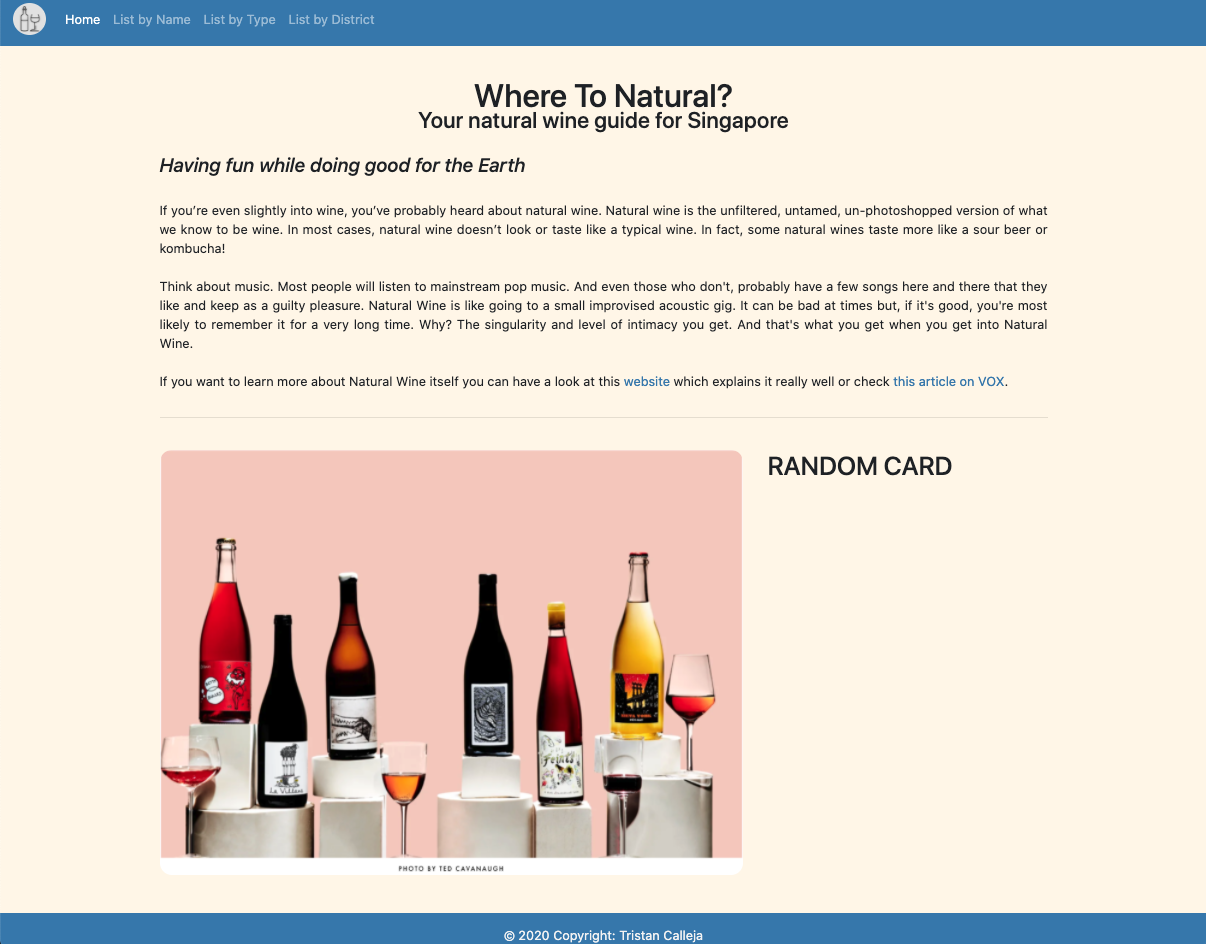 Home List by Name List by Type List by District
Where To Natural?
Your natural wine guide for Singapore
Having fun while doing good for the Earth
If you’re even slightly into wine, you’ve probably heard about natural wine. Natural wine is the unfiltered, untamed, un-photoshopped version of what
we know to be wine. In most cases, natural wine doesn’t look or taste like a typical wine. In fact, some natural wines taste more like a sour beer or
kombucha!
Think about music. Most people will listen to mainstream pop music. And even those who don't, probably have a few songs here and there that they
like and keep as a guilty pleasure. Natural Wine is like going to a small improvised acoustic gig. It can be bad at times but, if it's good, you're most
likely to remember it for a very long time. Why? The singularity and level of intimacy you get. And that's what you get when you get into Natural
Wine.
If you want to learn more about Natural Wine itself you can have a look at this website which explains it really well or check this article on VOX.
RANDOM CARD
Le Villain
PHOTO BY TED CAVANAUGH
© 2020 Copyright: Tristan Calleja